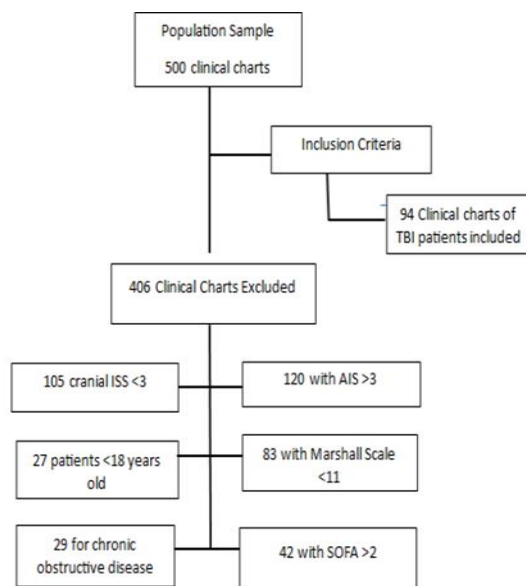 Population Sample
500 clinical charts
Inclusion Criteria
94 Clinical charts of
TBI patients included
406 Clinical Charts Excluded
105 cranial ISS <3
120 with AIS >3
27 patients <18 years
old
83 with Marshall Scale
<11
29 for chronic
obstructive disease
42 with SOFA >2